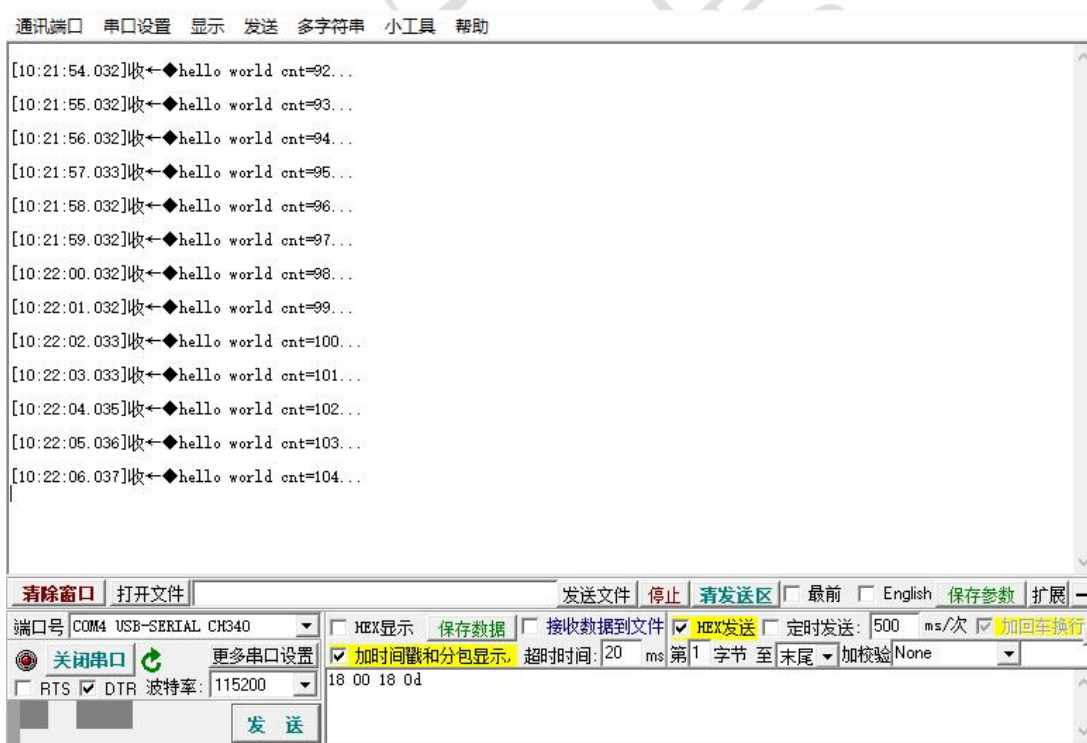 通讯端口 串口设置 显示 发送 多字符串 小工具 帮助
[10:21:54.032]收←◆hello world cnt=92...
[10:21:55.032]收←◆hello world cnt=93...
[10:21:56.032]收←◆hello world cnt=94...
[10:21:57.033]收←◆hello world cnt=95...
[10:21:58.032]收←◆hello world cnt=96...
[10:21:59.032]收←◆hello world cnt=97...
[10:22:00.032]收←◆hello world cnt=98...
[10:22:01.032]收←◆hello world cnt=99...
[10:22:02.033]收←◆hello world cnt=100...
[10:22:03.033]收←◆hello world cnt=101...
[10:22:04.035]收←◆hello world cnt=102...
[10:22:05.036]收←◆hello world cnt=103...
[10:22:06.037]收←◆hello world cnt=104...
清除窗口 打开文件 发送文件 停止 清发送区 最前 English 保存参数 扩展
端口号 COM4 USB-SERIAL CH340 HEX显示 保存数据 接收数据到文件 HEX发送 定时发送: 500 ms/次 加回车换行
关闭串口 更多串口设置 加时间戳和分包显示, 超时时间: 20 ms 第1 字节 至 末尾 加校验 None
RTS DTR 波特率: 115200 18 00 18 0d
发 送